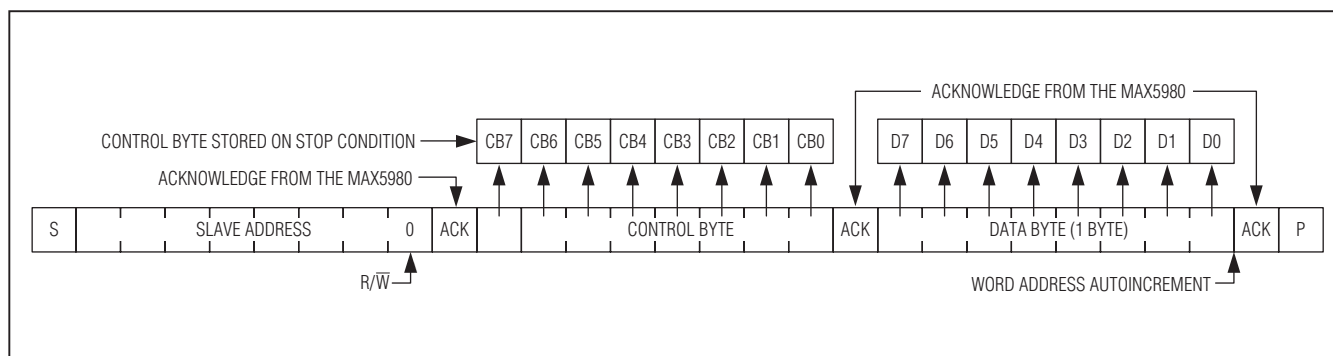 ACKNOWLEDGE FROM THE MAX5980
CONTROL BYTE STORED ON STOP CONDITION
CB7 CB6 CB5 CB4 CB3 CB2 CB1 CB0
D7 D6 D5 D4 D3 D2 D1 D0
ACKNOWLEDGE FROM THE MAX5980
S SLAVE ADDRESS 0 ACK CONTROL BYTE ACK DATA BYTE (1 BYTE) ACK P
R/W̅
WORD ADDRESS AUTOINCREMENT